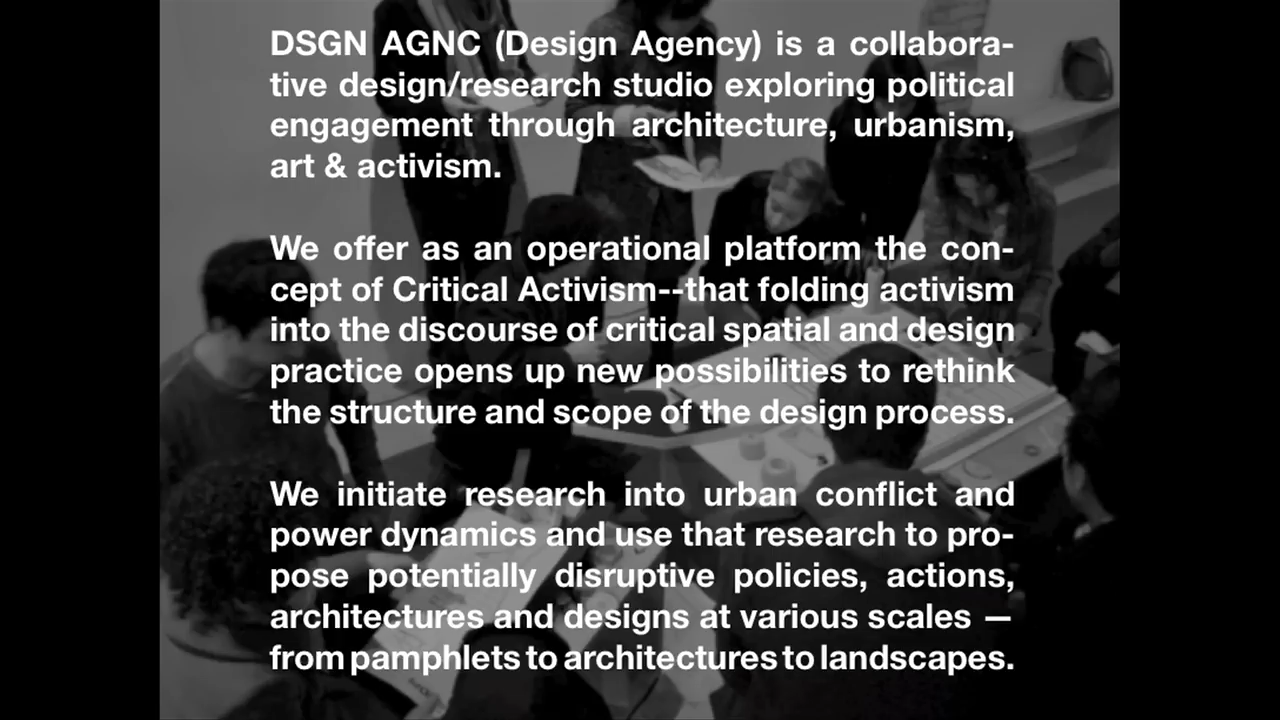 DSGN AGNC (Design Agency) is a collabora-
tive design/research studio exploring political
engagement through architecture, urbanism,
art & activism.
We offer as an operational platform the con-
cept of Critical Activism--that folding activism
into the discourse of critical spatial and design
practice opens up new possibilities to rethink
the structure and scope of the design process.
We initiate research into urban conflict and
power dynamics and use that research to pro-
pose potentially disruptive policies, actions,
architectures and designs at various scales —
from pamphlets to architectures to landscapes.